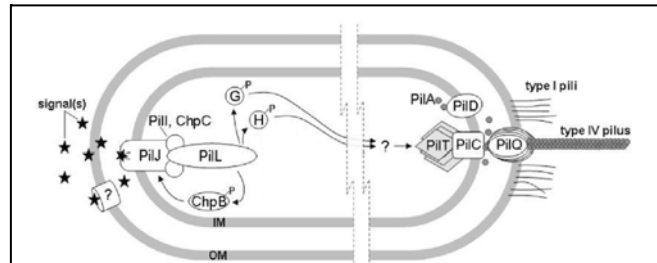 signal(s)
PilI, ChpC
PilJ
PilL
G
P
H
P
ChpB
P
?
IM
OM
?
PilA
PilD
PilT
PilC
PilQ
type I pili
type IV pilus